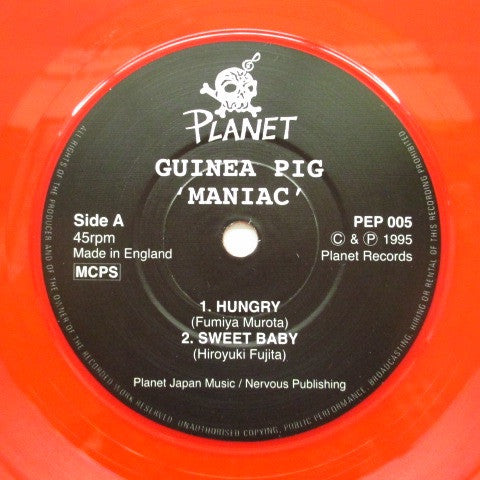 PLANET
GUINEA PIG
'MANIAC'
Side A
45rpm
Made in England
MCPS
PEP 005
© & ℗ 1995
Planet Records
1. HUNGRY
(Fumiya Murota)
2. SWEET BABY
(Hiroyuki Fujita)
Planet Japan Music / Nervous Publishing
ALL RIGHTS OF THE PRODUCER AND OF THE OWNER OF THE RECORDED WORK RESERVED. UNAUTHORISED COPYING, PUBLIC PERFORMANCE, BROADCASTING, HIRING OR RENTAL OF THIS RECORDING PROHIBITED